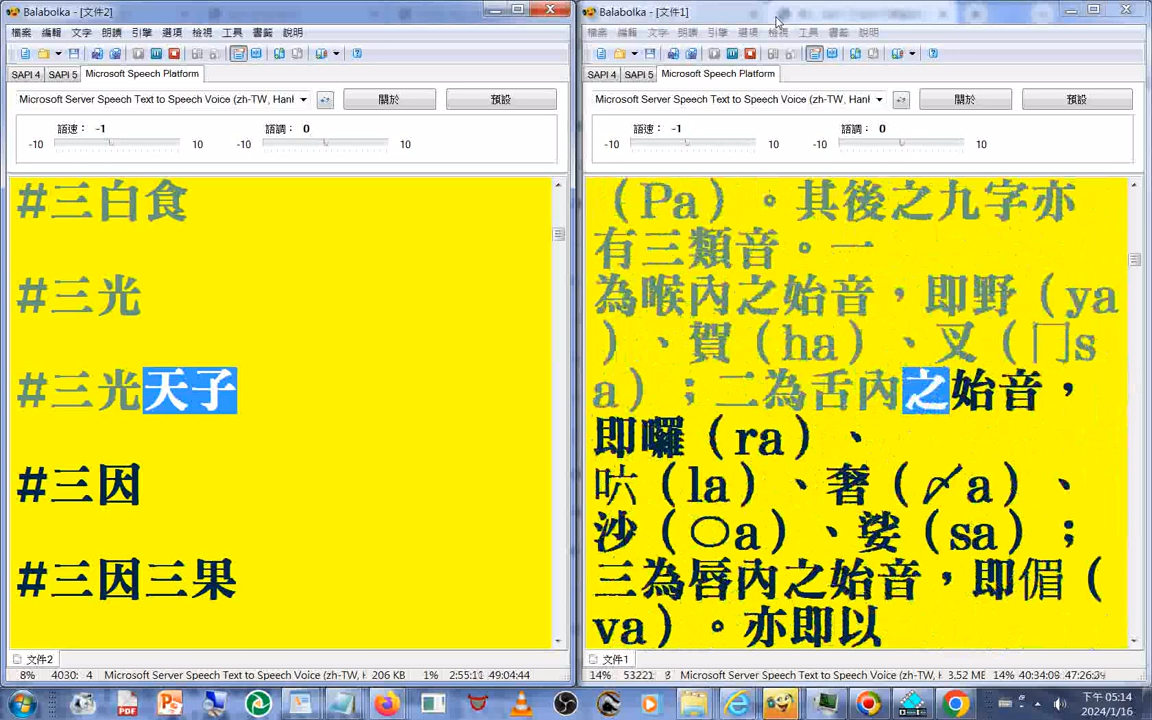 Balabolka - [文件2]
檔案 編輯 文字 朗讀 引擎 選項 檢視 工具 書籤 說明
SAPI 4 SAPI 5 Microsoft Speech Platform
Microsoft Server Speech Text to Speech Voice (zh-TW, Hanl
關於 預設
語速： -1 語調： 0
-10 10 -10 10
#三白食
#三光
#三光天子
#三因
#三因三果
文件2
8% 4030: 4 Microsoft Server Speech Text to Speech Voice (zh-TW, Han 206 KB 1% 2:55:11 49:04:44
Balabolka - [文件1]
檔案 編輯 文字 朗讀 引擎 選項 檢視 工具 書籤 說明
SAPI 4 SAPI 5 Microsoft Speech Platform
Microsoft Server Speech Text to Speech Voice (zh-TW, Hanl
關於 預設
語速： -1 語調： 0
-10 10 -10 10
（Pa）。其後之九字亦
有三類音。一
為喉內之始音，即野（ya
）、賀（ha）、叉（冂s
a）；二為舌內之始音，
即囉（ra）、
㕫（la）、奢（〆a）、
沙（○a）、娑（sa）；
三為唇內之始音，即𠷣（
va）。亦即以
文件1
14% 53221: 8 Microsoft Server Speech Text to Speech Voice (zh-TW, 3.52 MB 14%
下午 05:14
2024/1/16